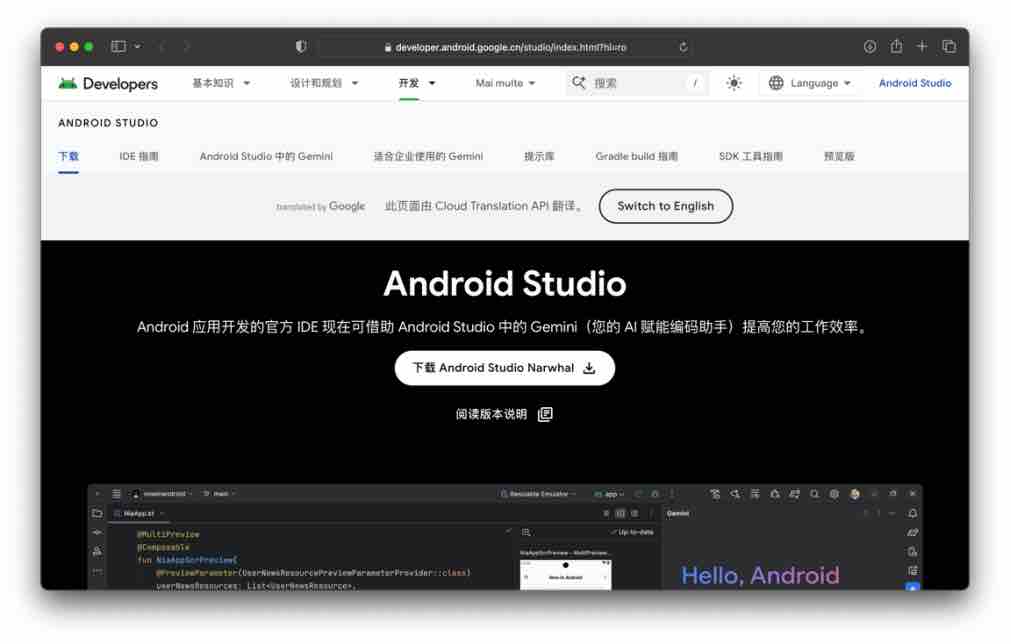 developer.android.google.cn/studio/index.html?hl=ro
Developers 基本知识 设计和规划 开发 Mai multe 搜索 / Language Android Studio
ANDROID STUDIO
下载 IDE 指南 Android Studio 中的 Gemini 适合企业使用的 Gemini 提示库 Gradle build 指南 SDK 工具指南 预览版
translated by Google 此页面由 Cloud Translation API 翻译。 Switch to English
Android Studio
Android 应用开发的官方 IDE 现在可借助 Android Studio 中的 Gemini（您的 AI 赋能编码助手）提高您的工作效率。
下载 Android Studio Narwhal
阅读版本说明
nowinandroid main Resizable Emulator app
NiaApp.kt Gemini
@MultiPreview Up-to-date
@Composable
fun NiaAppScrPreview(
NiaAppScrPreview - MultiPreview...
@PreviewParameter(UserNewsResourcePreviewParameterProvider::class)
Now in Android
userNewsResources: List<UserNewsResource>,
Hello, Android